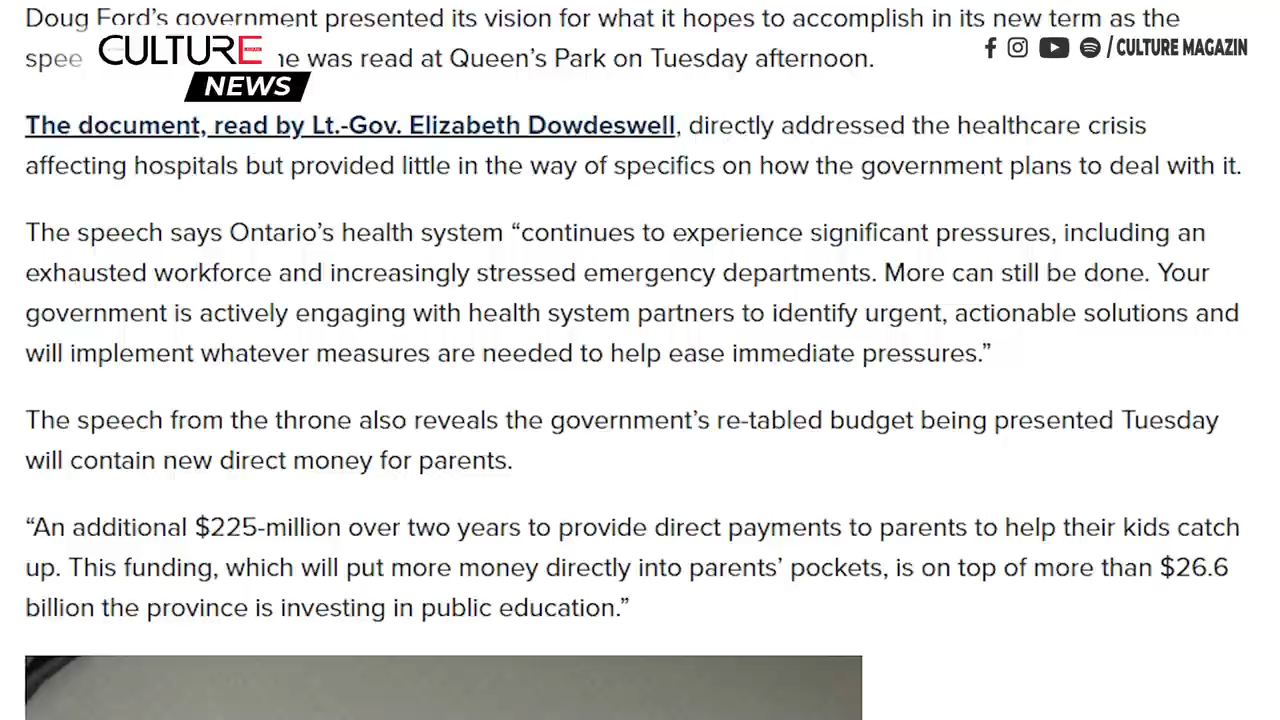 Doug Ford’s government presented its vision for what it hopes to accomplish in its new term as the
spee ne was read at Queen’s Park on Tuesday afternoon.
CULTURE
NEWS
/ CULTURE MAGAZIN
The document, read by Lt.-Gov. Elizabeth Dowdeswell, directly addressed the healthcare crisis
affecting hospitals but provided little in the way of specifics on how the government plans to deal with it.
The speech says Ontario’s health system “continues to experience significant pressures, including an
exhausted workforce and increasingly stressed emergency departments. More can still be done. Your
government is actively engaging with health system partners to identify urgent, actionable solutions and
will implement whatever measures are needed to help ease immediate pressures.”
The speech from the throne also reveals the government’s re-tabled budget being presented Tuesday
will contain new direct money for parents.
“An additional $225-million over two years to provide direct payments to parents to help their kids catch
up. This funding, which will put more money directly into parents’ pockets, is on top of more than $26.6
billion the province is investing in public education.”